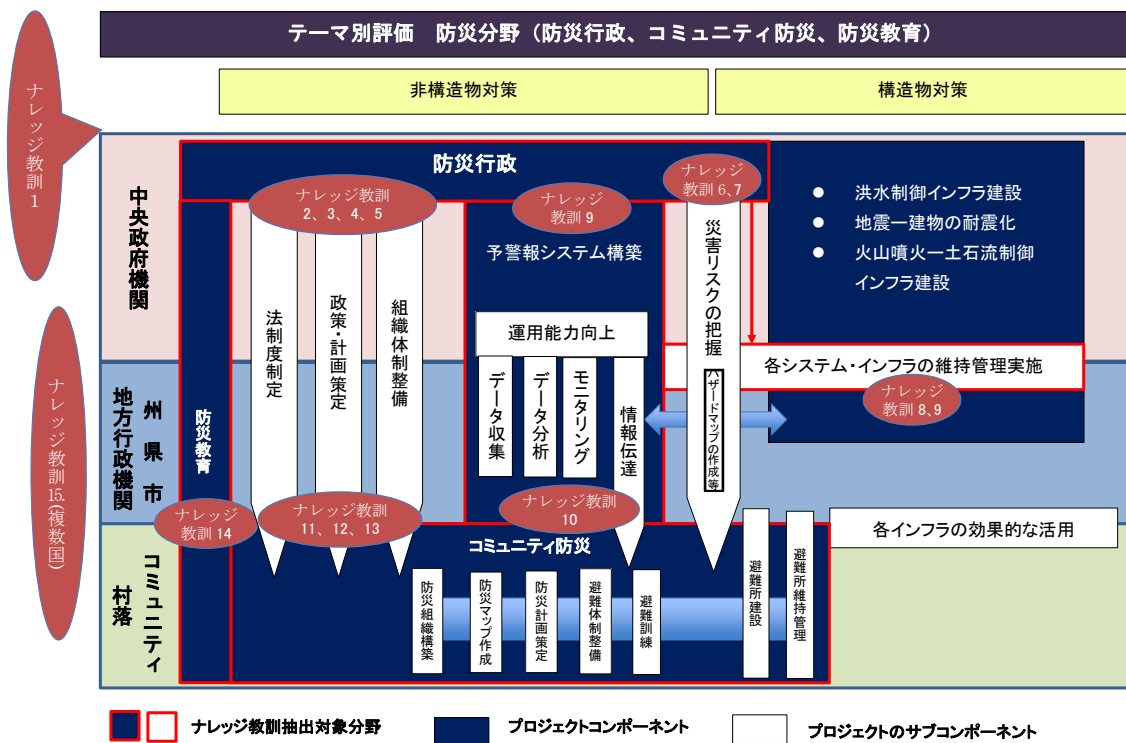 テーマ別評価 防災分野（防災行政、コミュニティ防災、防災教育）
非構造物対策
構造物対策
ナレッジ教訓1
ナレッジ教訓15.(複数国)
中央政府機関
地方行政機関
州県市
コミュニティ
村落
防災行政
防災教育
ナレッジ教訓
2、3、4、5
法制度制定
政策・計画策定
組織体制整備
ナレッジ
教訓 9
予警報システム構築
運用能力向上
データ収集
データ分析
モニタリング
情報伝達
ナレッジ
教訓 6、7
災害リスクの把握
ハザードマップの作成等
● 洪水制御インフラ建設
● 地震ー建物の耐震化
● 火山噴火ー土石流制御
インフラ建設
各システム・インフラの維持管理実施
ナレッジ
教訓 8、9
ナレッジ
教訓 14
ナレッジ教訓
11、12、13
ナレッジ教訓
10
コミュニティ防災
防災組織構築
防災マップ作成
防災計画策定
避難体制整備
避難訓練
避難所建設
避難所維持管理
各インフラの効果的な活用
ナレッジ教訓抽出対象分野
プロジェクトコンポーネント
プロジェクトのサブコンポーネント